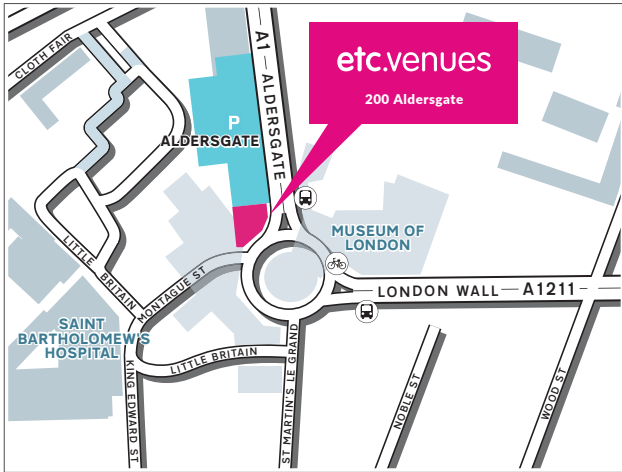 CLOTH FAIR
A1
ALDERSGATE
etc.venues
200 Aldersgate
P
ALDERSGATE
MUSEUM OF
LONDON
LITTLE BRITAIN
MONTAGUE ST
LONDON WALL
A1211
SAINT
BARTHOLOMEW'S
HOSPITAL
LITTLE BRITAIN
KING EDWARD ST
ST MARTIN'S LE GRAND
NOBLE ST
WOOD ST